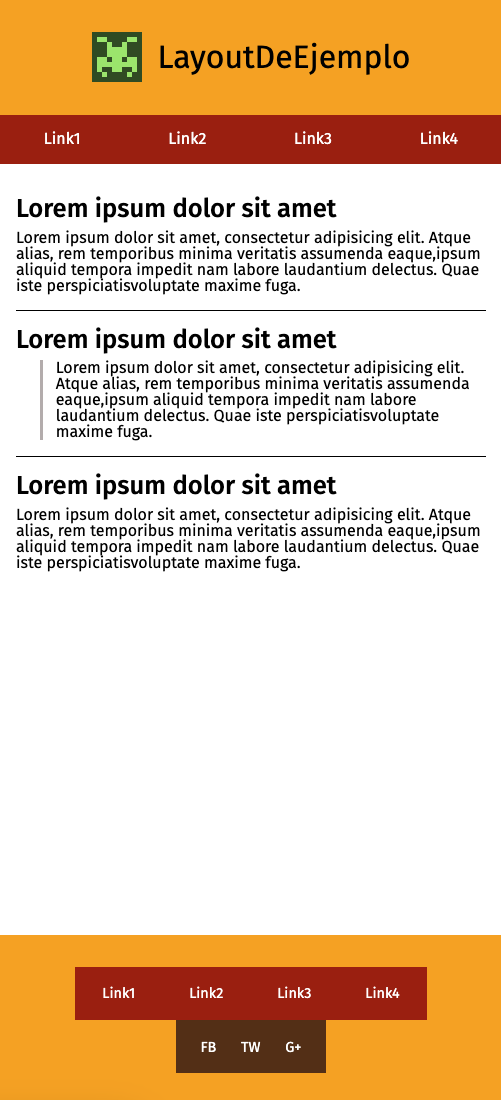 LayoutDeEjemplo
Link1 Link2 Link3 Link4
Lorem ipsum dolor sit amet
Lorem ipsum dolor sit amet, consectetur adipisicing elit. Atque
alias, rem temporibus minima veritatis assumenda eaque,ipsum
aliquid tempora impedit nam labore laudantium delectus. Quae
iste perspiciatisvoluptate maxime fuga.
Lorem ipsum dolor sit amet
Lorem ipsum dolor sit amet, consectetur adipisicing elit.
Atque alias, rem temporibus minima veritatis assumenda
eaque,ipsum aliquid tempora impedit nam labore
laudantium delectus. Quae iste perspiciatisvoluptate
maxime fuga.
Lorem ipsum dolor sit amet
Lorem ipsum dolor sit amet, consectetur adipisicing elit. Atque
alias, rem temporibus minima veritatis assumenda eaque,ipsum
aliquid tempora impedit nam labore laudantium delectus. Quae
iste perspiciatisvoluptate maxime fuga.
Link1 Link2 Link3 Link4
FB TW G+